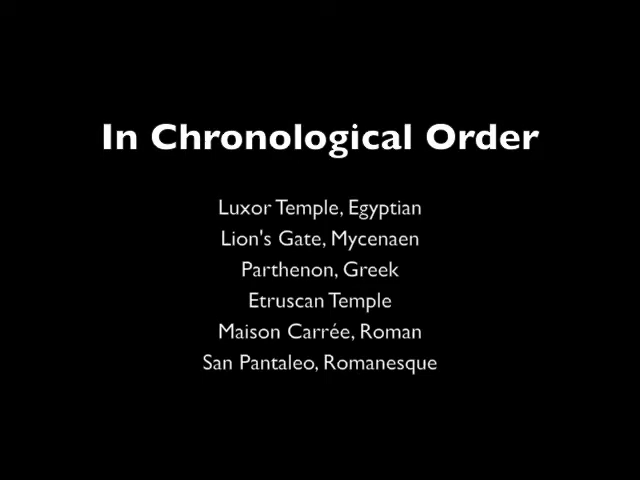 In Chronological Order
Luxor Temple, Egyptian
Lion's Gate, Mycenaen
Parthenon, Greek
Etruscan Temple
Maison Carrée, Roman
San Pantaleo, Romanesque